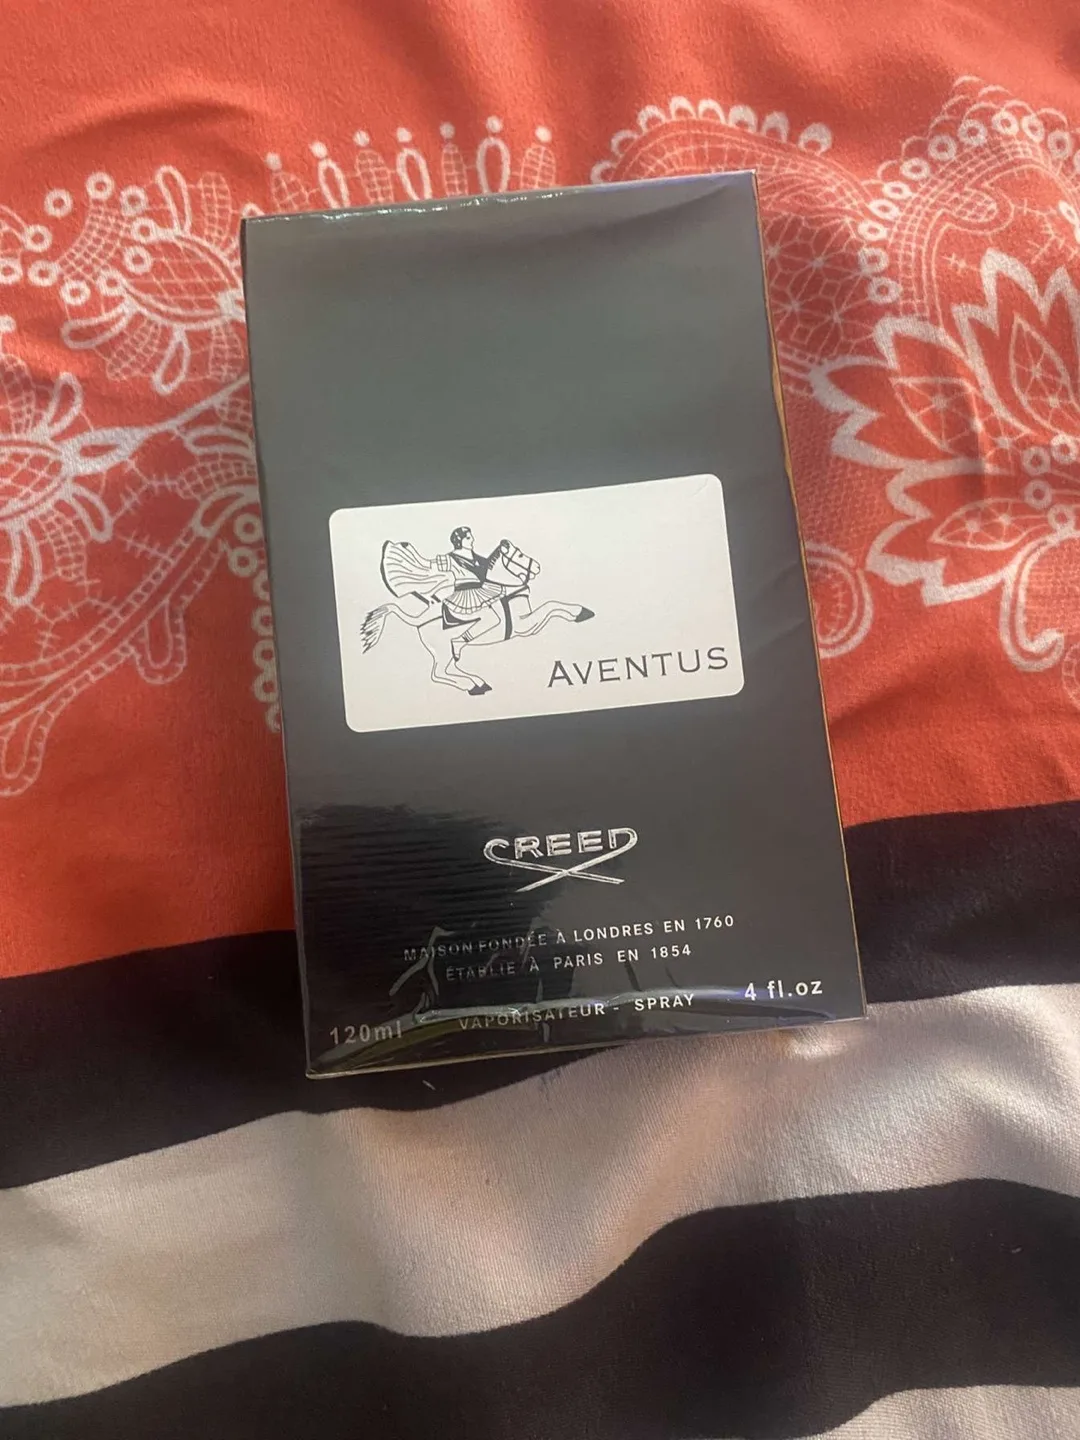 AVENTUS
CREED
MAISON FONDÉE À LONDRES EN 1760
ÉTABLIE À PARIS EN 1854
VAPORISATEUR - SPRAY
120ml
4 fl.oz